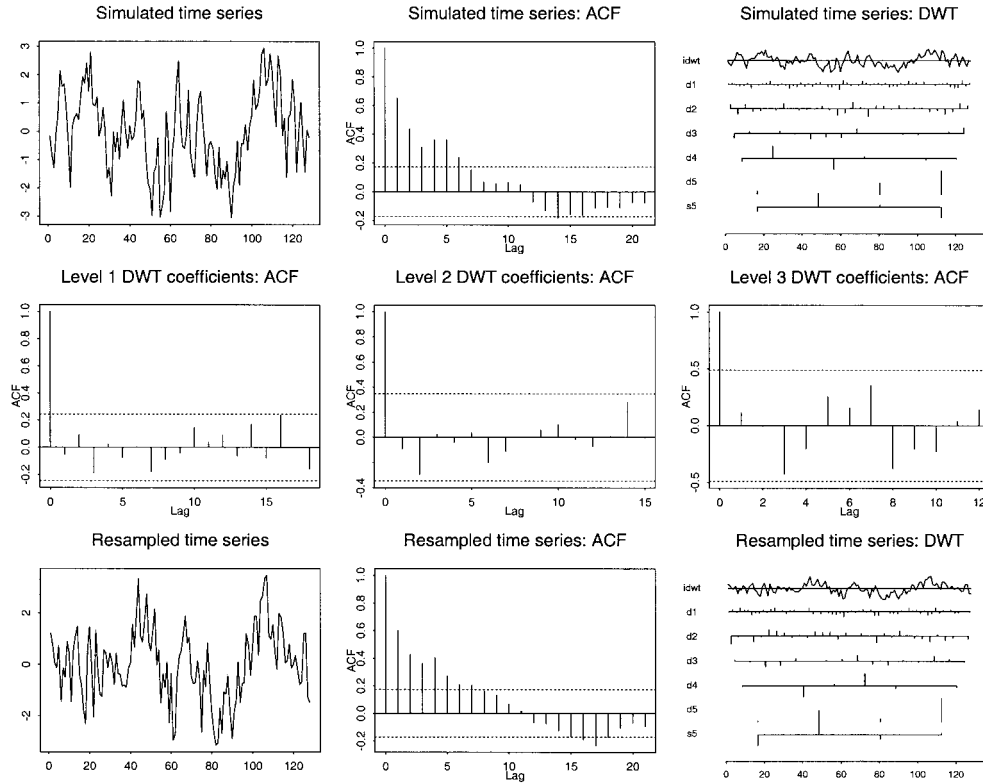 Simulated time series
3
2
1
0
-1
-2
-3
0 20 40 60 80 100 120
Simulated time series: ACF
ACF
1.0
0.8
0.6
0.4
0.2
0.0
-0.2
0 5 10 15 20
Lag
Simulated time series: DWT
idwt
d1
d2
d3
d4
d5
s5
0 20 40 60 80 100 120
Level 1 DWT coefficients: ACF
ACF
1.0
0.8
0.6
0.4
0.2
0.0
-0.2
0 5 10 15
Lag
Level 2 DWT coefficients: ACF
ACF
1.0
0.8
0.6
0.4
0.2
0.0
-0.4
0 5 10 15
Lag
Level 3 DWT coefficients: ACF
ACF
1.0
0.5
0.0
-0.5
0 2 4 6 8 10 12
Lag
Resampled time series
2
0
-2
0 20 40 60 80 100 120
Resampled time series: ACF
ACF
1.0
0.8
0.6
0.4
0.2
0.0
-0.2
0 5 10 15 20
Lag
Resampled time series: DWT
idwt
d1
d2
d3
d4
d5
s5
0 20 40 60 80 100 120